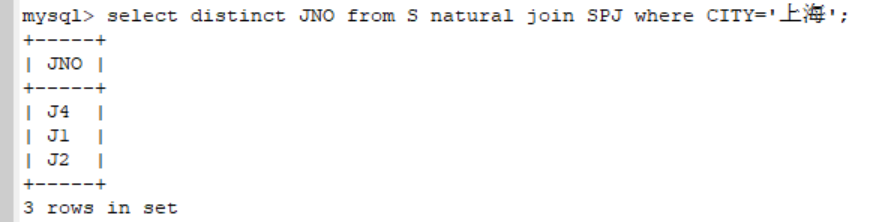 mysql> select distinct JNO from S natural join SPJ where CITY='上海';
+-----+
| JNO |
+-----+
| J4  |
| J1  |
| J2  |
+-----+
3 rows in set